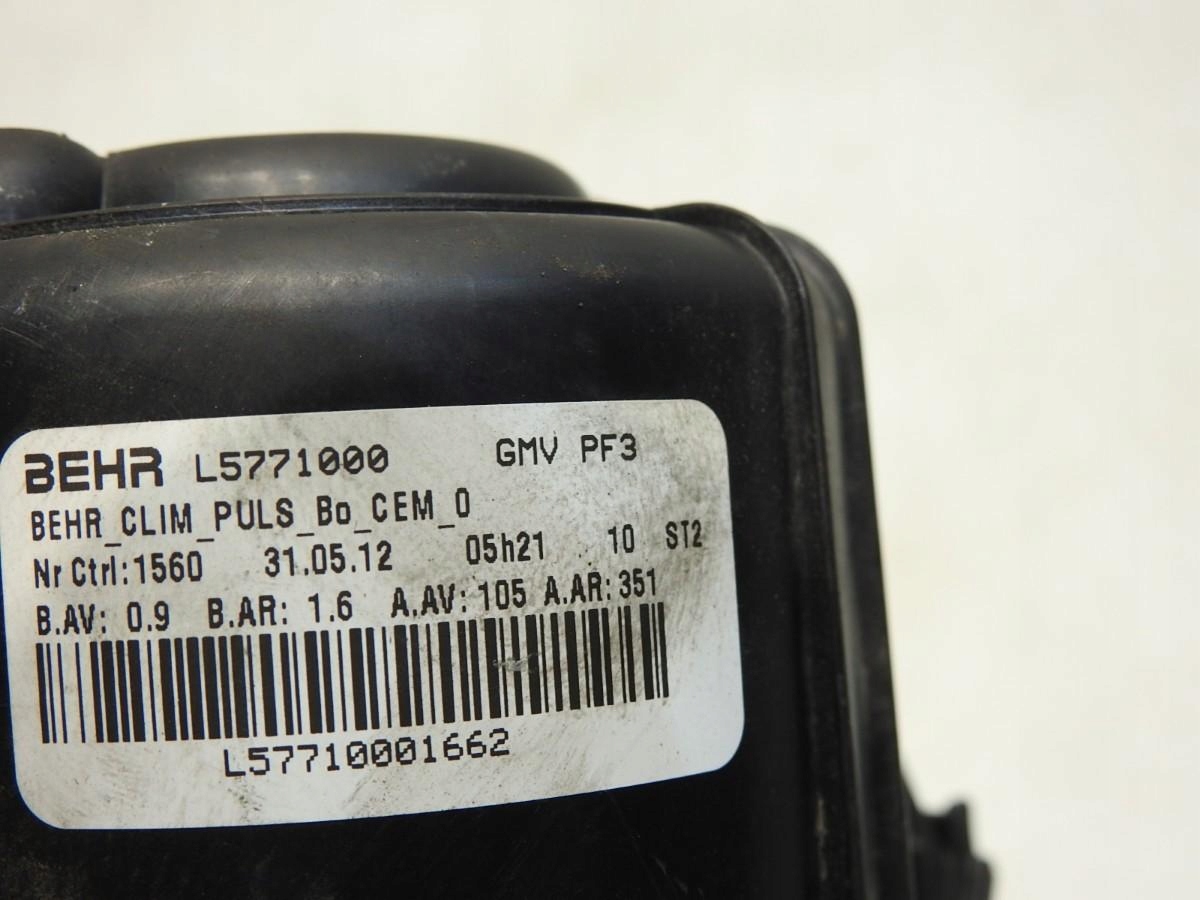 BEHR L5771000 GMV PF3
BEHR_CLIM_PULS_Bo_CEM_0
Nr Ctrl:1560 31.05.12 05h21 10 ST2
B.AV: 0.9 B.AR: 1.6 A.AV: 105 A.AR: 351
L57710001662